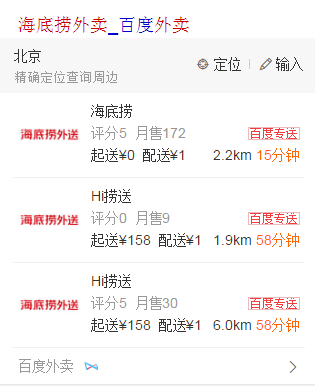 海底捞外卖_百度外卖
北京
精确定位查询周边
定位 输入
海底捞外送
海底捞
评分5 月售172 百度专送
起送¥0 配送¥1 2.2km 15分钟
海底捞外送
Hi捞送
评分0 月售9 百度专送
起送¥158 配送¥1 1.9km 58分钟
海底捞外送
Hi捞送
评分5 月售30 百度专送
起送¥158 配送¥1 6.0km 58分钟
百度外卖